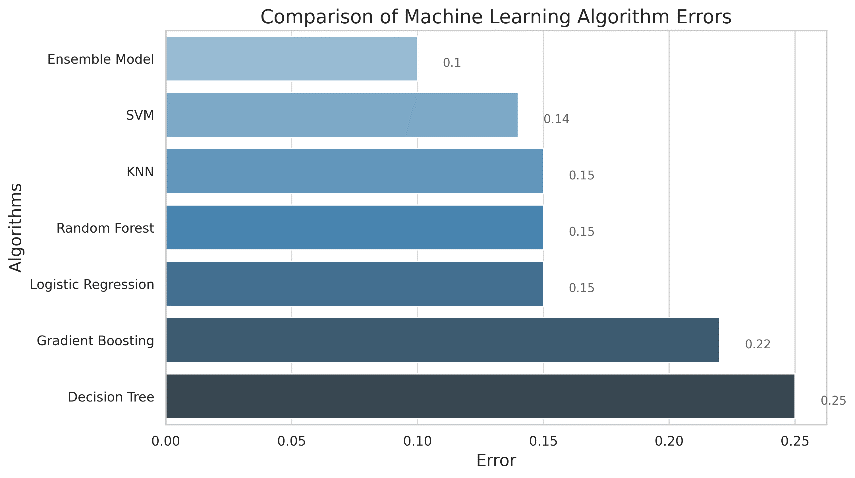 Comparison of Machine Learning Algorithm Errors
Algorithms
Ensemble Model 0.1
SVM 0.14
KNN 0.15
Random Forest 0.15
Logistic Regression 0.15
Gradient Boosting 0.22
Decision Tree 0.25
0.00 0.05 0.10 0.15 0.20 0.25
Error